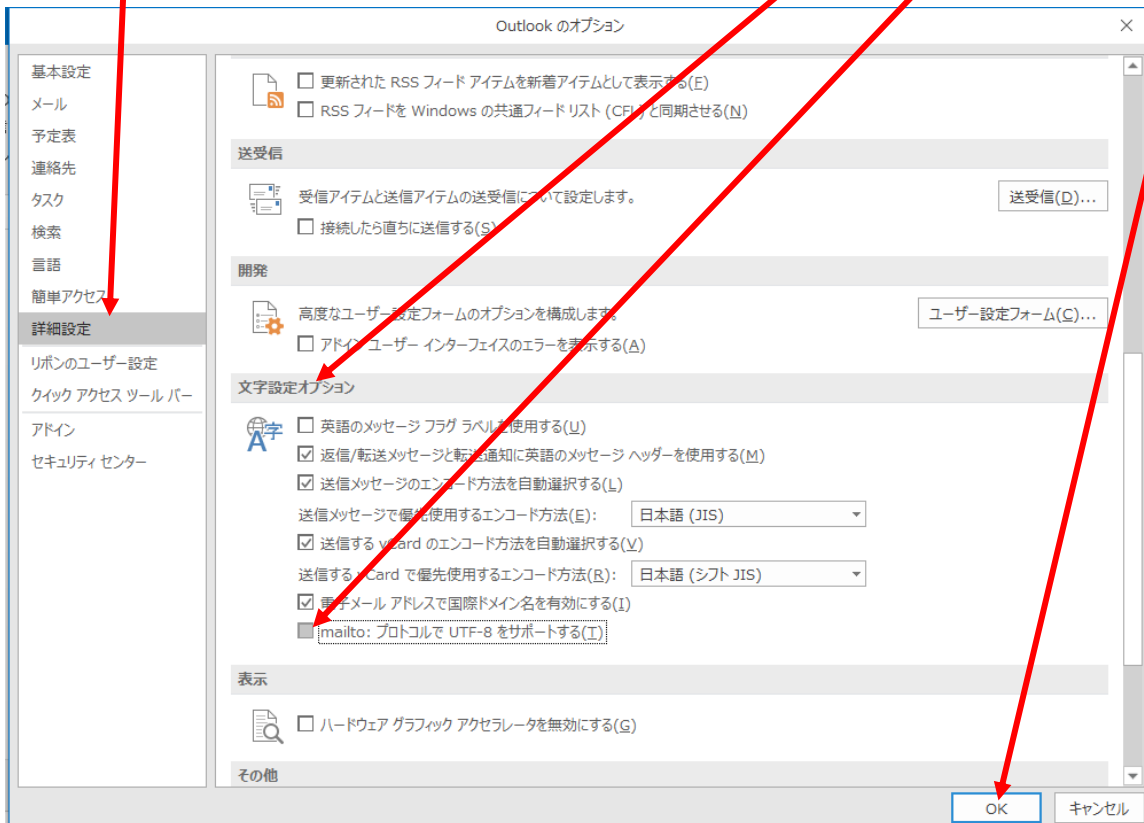 Outlook のオプション
基本設定
メール
予定表
連絡先
タスク
検索
言語
簡単アクセス
詳細設定
リボンのユーザー設定
クイック アクセス ツール バー
アドイン
セキュリティ センター
更新された RSS フィード アイテムを新着アイテムとして表示する(F)
RSS フィードを Windows の共通フィード リスト (CFL) と同期させる(N)
送受信
受信アイテムと送信アイテムの送受信について設定します。
送受信(D)...
接続したら直ちに送信する(S)
開発
高度なユーザー設定フォームのオプションを構成します。
ユーザー設定フォーム(C)...
アドイン ユーザー インターフェイスのエラーを表示する(A)
文字設定オプション
英語のメッセージ フラグ ラベルを使用する(U)
返信/転送メッセージと転送通知に英語のメッセージ ヘッダーを使用する(M)
送信メッセージのエンコード方法を自動選択する(L)
送信メッセージで優先使用するエンコード方法(E): 日本語 (JIS)
送信する vCard のエンコード方法を自動選択する(V)
送信する vCard で優先使用するエンコード方法(R): 日本語 (シフト JIS)
電子メール アドレスで国際ドメイン名を有効にする(I)
mailto: プロトコルで UTF-8 をサポートする(T)
表示
ハードウェア グラフィック アクセラレータを無効にする(G)
その他
OK
キャンセル